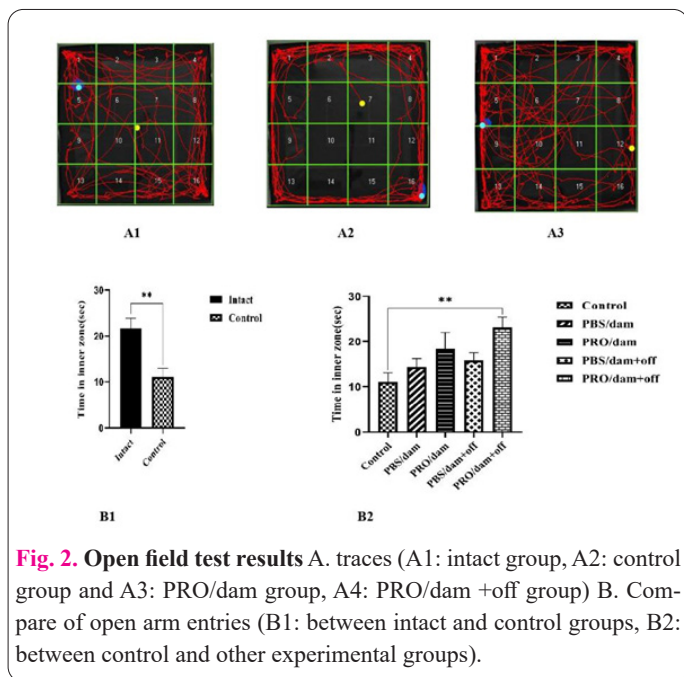 1 2 3 4
5 6 7 8
9 10 11 12
13 14 15 16
A1
1 2 3 4
5 6 7 8
9 10 11 12
13 14 15 16
A2
1 2 3 4
5 6 7 8
9 10 11 12
13 14 15 16
A3
Time in inner zone(sec)
30
20
10
0
**
Intact
Control
Intact
Control
B1
Time in inner zone(sec)
30
20
10
0
**
Control
PBS/dam
PRO/dam
PBS/dam+off
PRO/dam+off
Control
PBS/dam
PRO/dam
PBS/dam+off
PRO/dam+off
B2
Fig. 2. Open field test results A. traces (A1: intact group, A2: control
group and A3: PRO/dam group, A4: PRO/dam +off group) B. Com-
pare of open arm entries (B1: between intact and control groups, B2:
between control and other experimental groups).